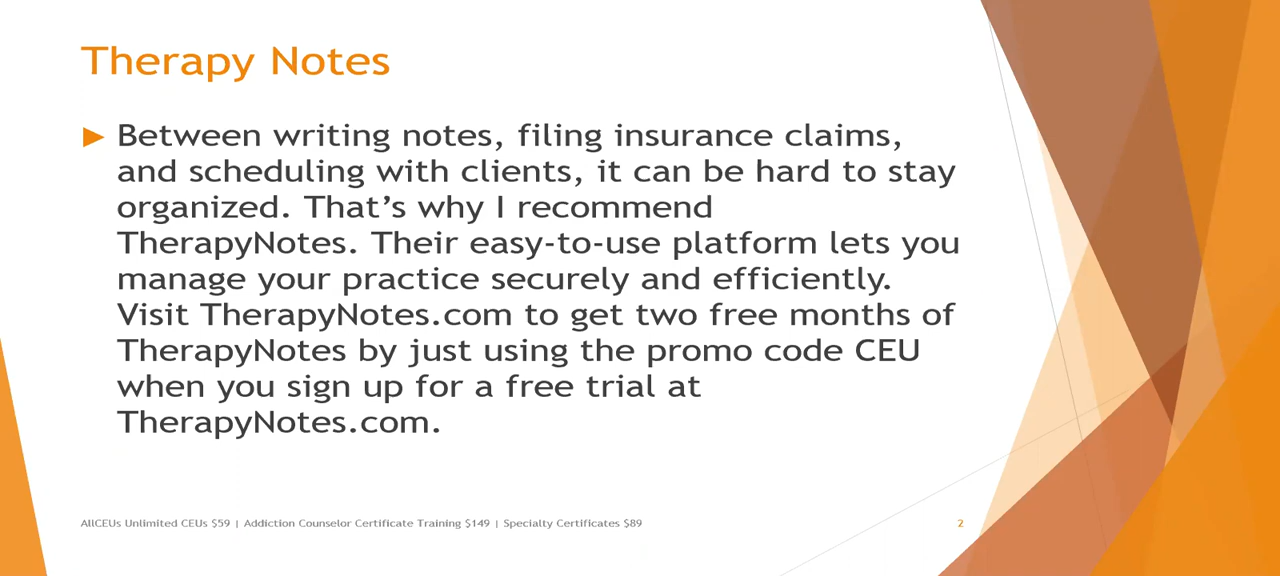 Therapy Notes
Between writing notes, filing insurance claims,
and scheduling with clients, it can be hard to stay
organized. That’s why I recommend
TherapyNotes. Their easy-to-use platform lets you
manage your practice securely and efficiently.
Visit TherapyNotes.com to get two free months of
TherapyNotes by just using the promo code CEU
when you sign up for a free trial at
TherapyNotes.com.
AllCEUs Unlimited CEUs $59 | Addiction Counselor Certificate Training $149 | Specialty Certificates $89
2